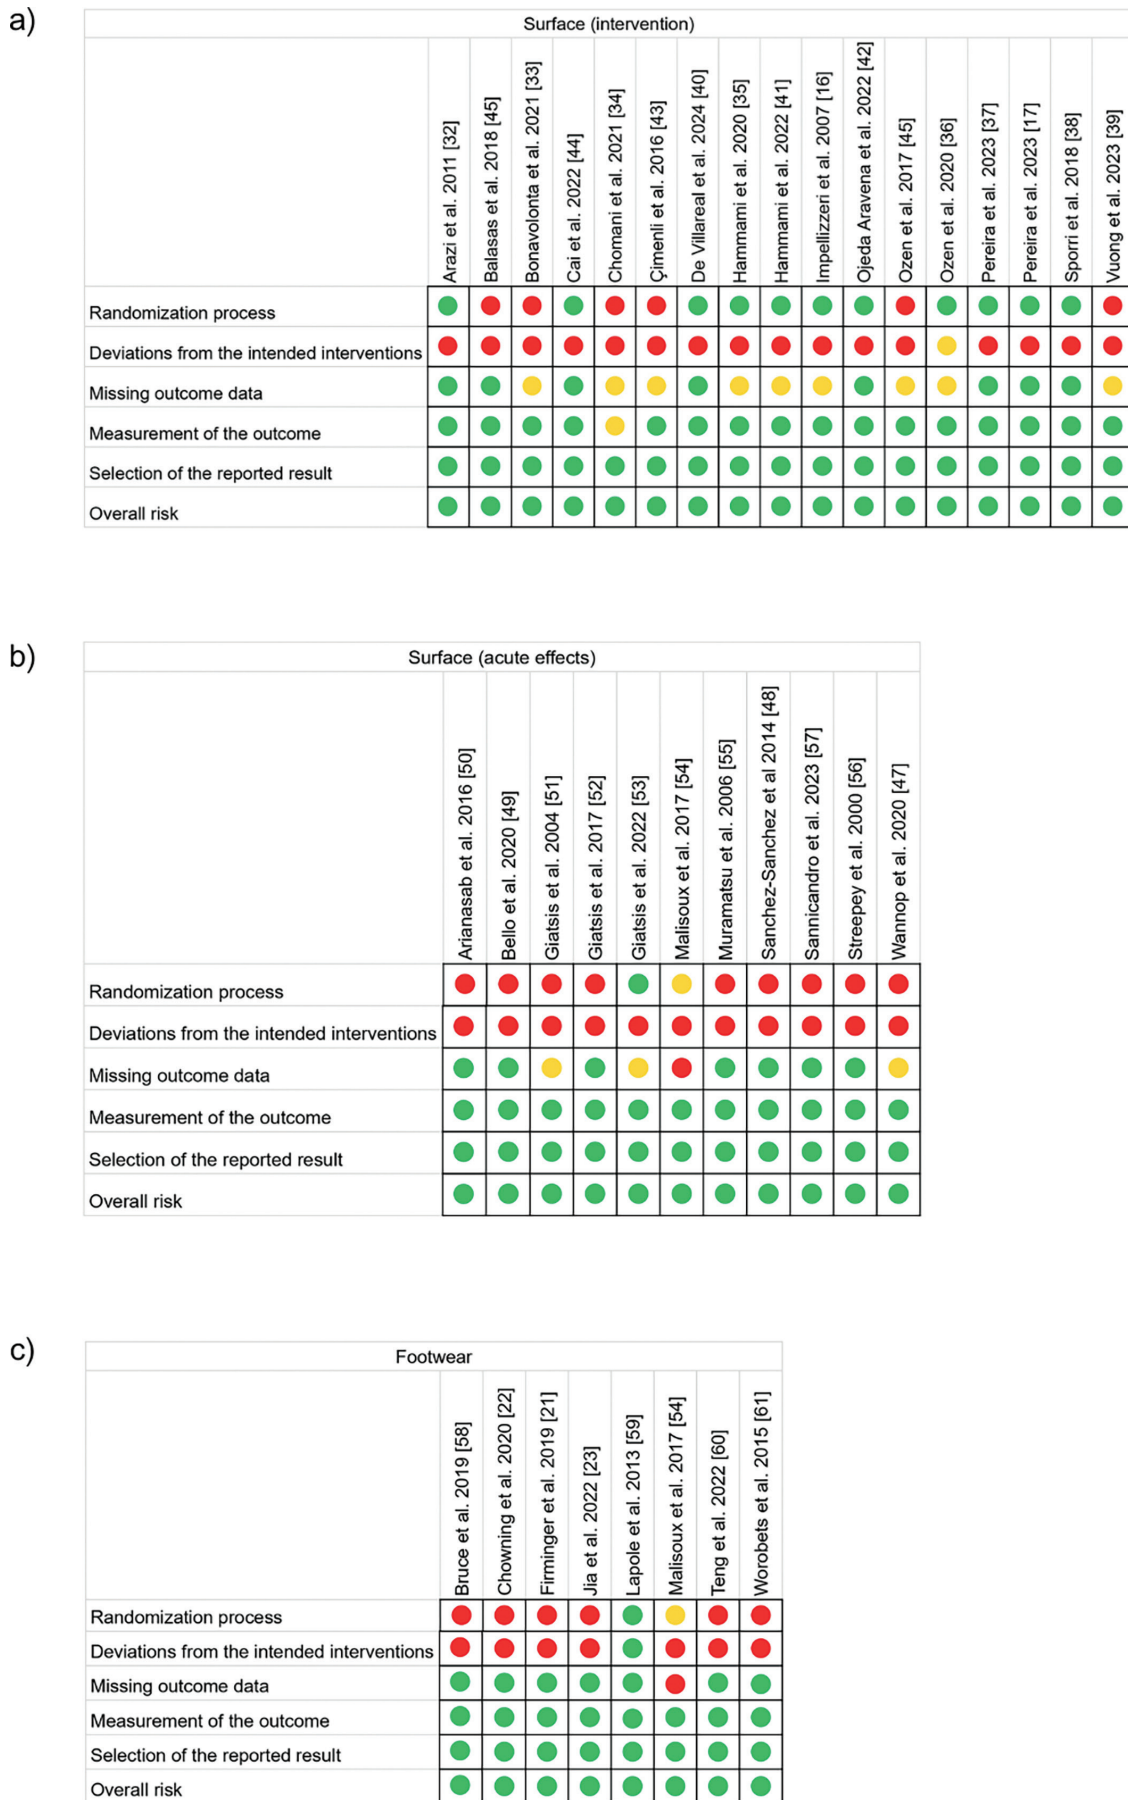 a)
Surface (intervention)
Arazi et al. 2011 [32]
Balasas et al. 2018 [45]
Bonavolonta et al. 2021 [33]
Cai et al. 2022 [44]
Chomani et al. 2021 [34]
Çimenli et al. 2016 [43]
De Villareal et al. 2024 [40]
Hammami et al. 2020 [35]
Hammami et al. 2022 [41]
Impellizzeri et al. 2007 [16]
Ojeda Aravena et al. 2022 [42]
Ozen et al. 2017 [45]
Ozen et al. 2020 [36]
Pereira et al. 2023 [37]
Pereira et al. 2023 [17]
Sporri et al. 2018 [38]
Vuong et al. 2023 [39]
Randomization process
Deviations from the intended interventions
Missing outcome data
Measurement of the outcome
Selection of the reported result
Overall risk
b)
Surface (acute effects)
Arianasab et al. 2016 [50]
Bello et al. 2020 [49]
Giatsis et al. 2004 [51]
Giatsis et al. 2017 [52]
Giatsis et al. 2022 [53]
Malisoux et al. 2017 [54]
Muramatsu et al. 2006 [55]
Sanchez-Sanchez et al 2014 [48]
Sannicandro et al. 2023 [57]
Streepey et al. 2000 [56]
Wannop et al. 2020 [47]
Randomization process
Deviations from the intended interventions
Missing outcome data
Measurement of the outcome
Selection of the reported result
Overall risk
c)
Footwear
Bruce et al. 2019 [58]
Chowning et al. 2020 [22]
Firminger et al. 2019 [21]
Jia et al. 2022 [23]
Lapole et al. 2013 [59]
Malisoux et al. 2017 [54]
Teng et al. 2022 [60]
Worobets et al. 2015 [61]
Randomization process
Deviations from the intended interventions
Missing outcome data
Measurement of the outcome
Selection of the reported result
Overall risk